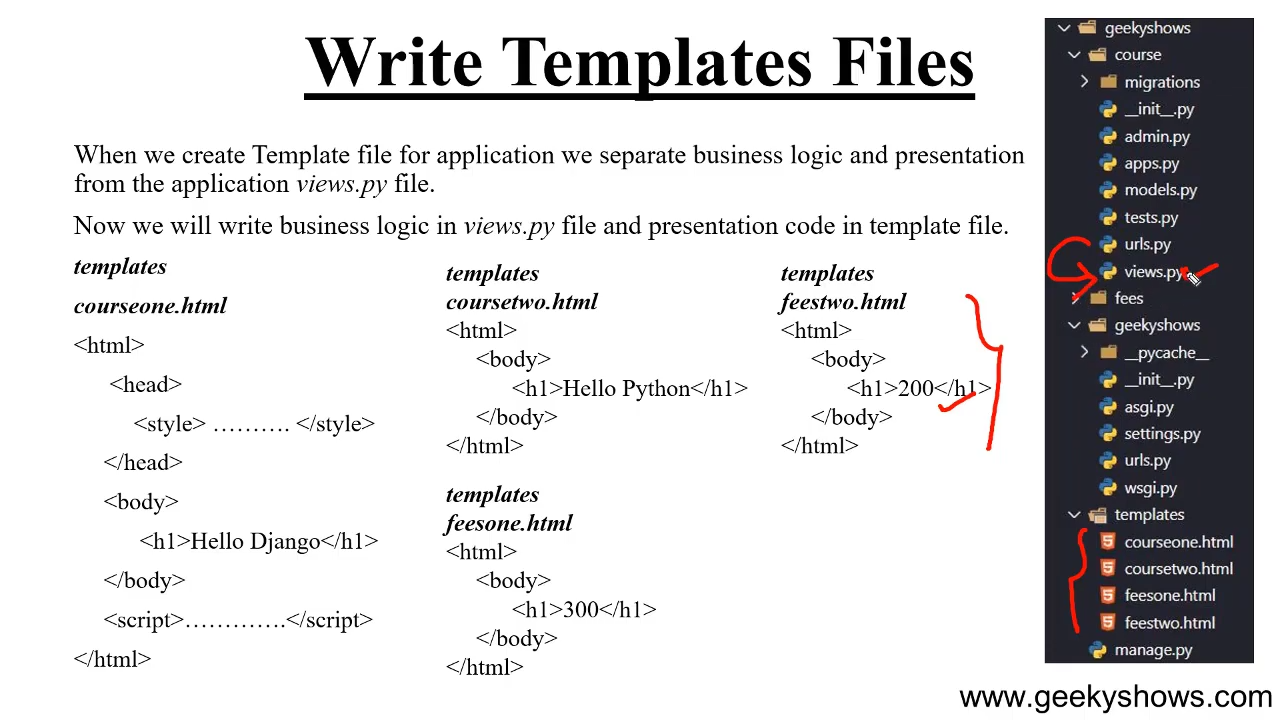 Write Templates Files
When we create Template file for application we separate business logic and presentation
from the application views.py file.
Now we will write business logic in views.py file and presentation code in template file.
templates
courseone.html
<html>
<head>
<style> ………. </style>
</head>
<body>
<h1>Hello Django</h1>
</body>
<script>………….</script>
</html>
templates
coursetwo.html
<html>
<body>
<h1>Hello Python</h1>
</body>
</html>
templates
feesone.html
<html>
<body>
<h1>300</h1>
</body>
</html>
templates
feestwo.html
<html>
<body>
<h1>200</h1>
</body>
</html>
geekyshows
course
migrations
__init__.py
admin.py
apps.py
models.py
tests.py
urls.py
views.py
fees
geekyshows
__pycache__
__init__.py
asgi.py
settings.py
urls.py
wsgi.py
templates
courseone.html
coursetwo.html
feesone.html
feestwo.html
manage.py
www.geekyshows.com